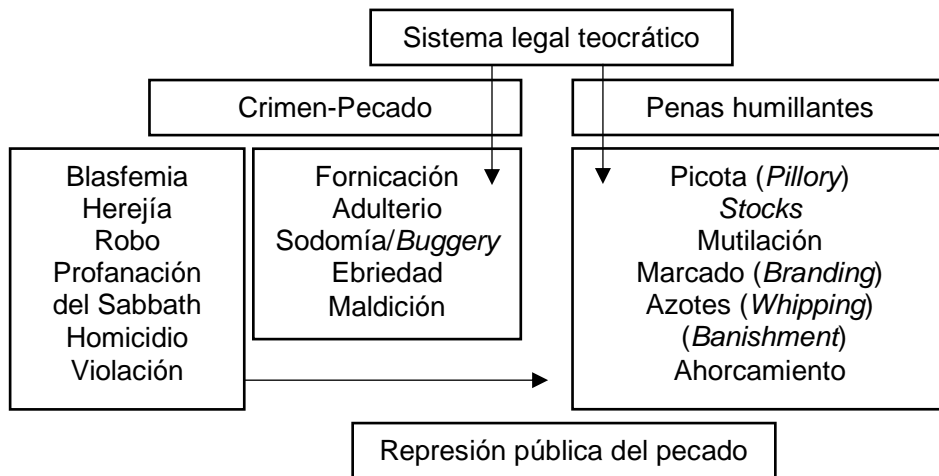 Sistema legal teocrático
Crimen-Pecado
Penas humillantes
Blasfemia
Herejía
Robo
Profanación
del Sabbath
Homicidio
Violación
Fornicación
Adulterio
Sodomía/Buggery
Ebriedad
Maldición
Picota (Pillory)
Stocks
Mutilación
Marcado (Branding)
Azotes (Whipping)
(Banishment)
Ahorcamiento
Represión pública del pecado